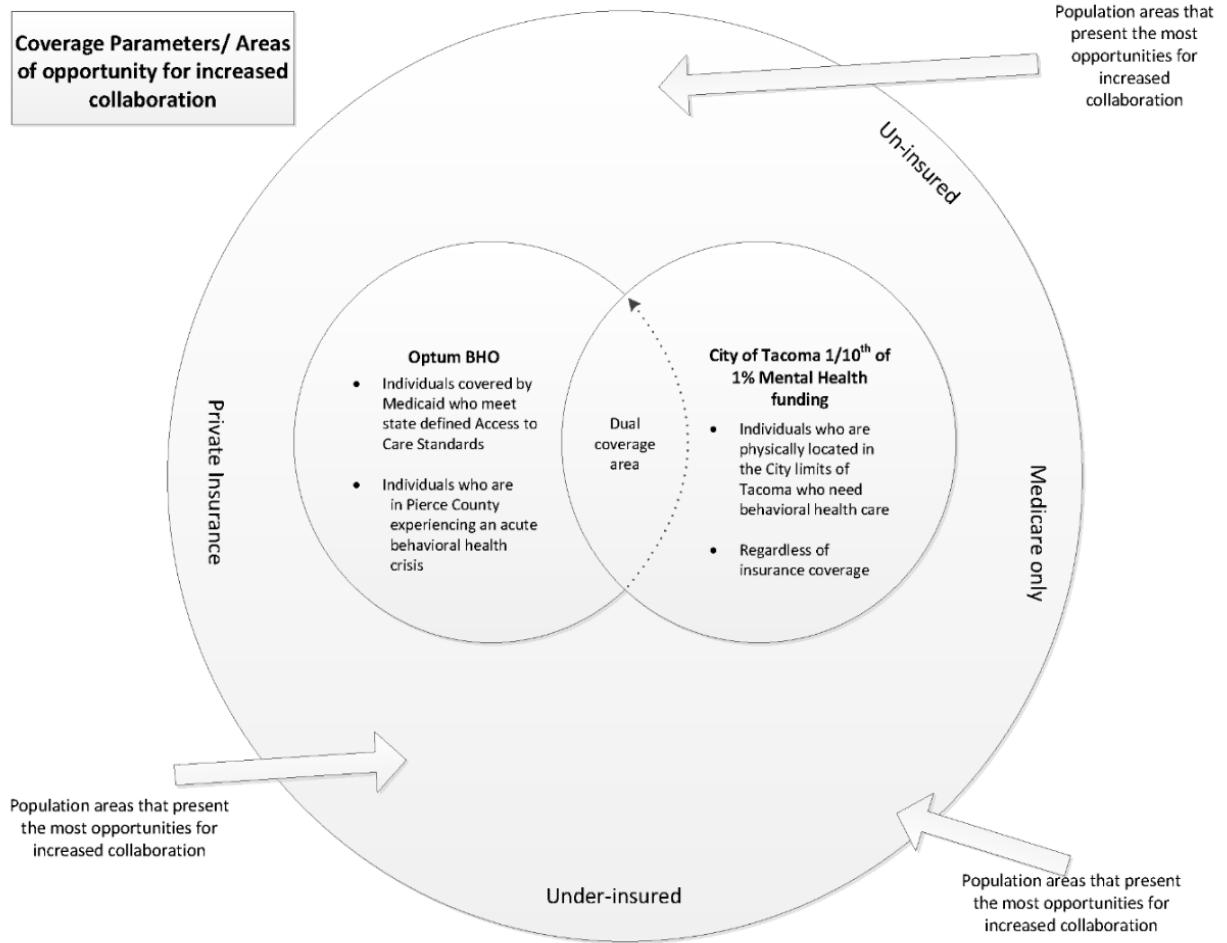 Coverage Parameters/ Areas
of opportunity for increased
collaboration
Population areas that
present the most
opportunities for
increased
collaboration
Un-insured
Optum BHO
• Individuals covered by
Medicaid who meet
state defined Access to
Care Standards
• Individuals who are
in Pierce County
experiencing an acute
behavioral health
crisis
Dual
coverage
area
City of Tacoma 1/10th of
1% Mental Health
funding
• Individuals who are
physically located in
the City limits of
Tacoma who need
behavioral health care
• Regardless of
insurance coverage
Private Insurance
Medicare only
Population areas that present
the most opportunities for
increased collaboration
Under-insured
Population areas that present
the most opportunities for
increased collaboration